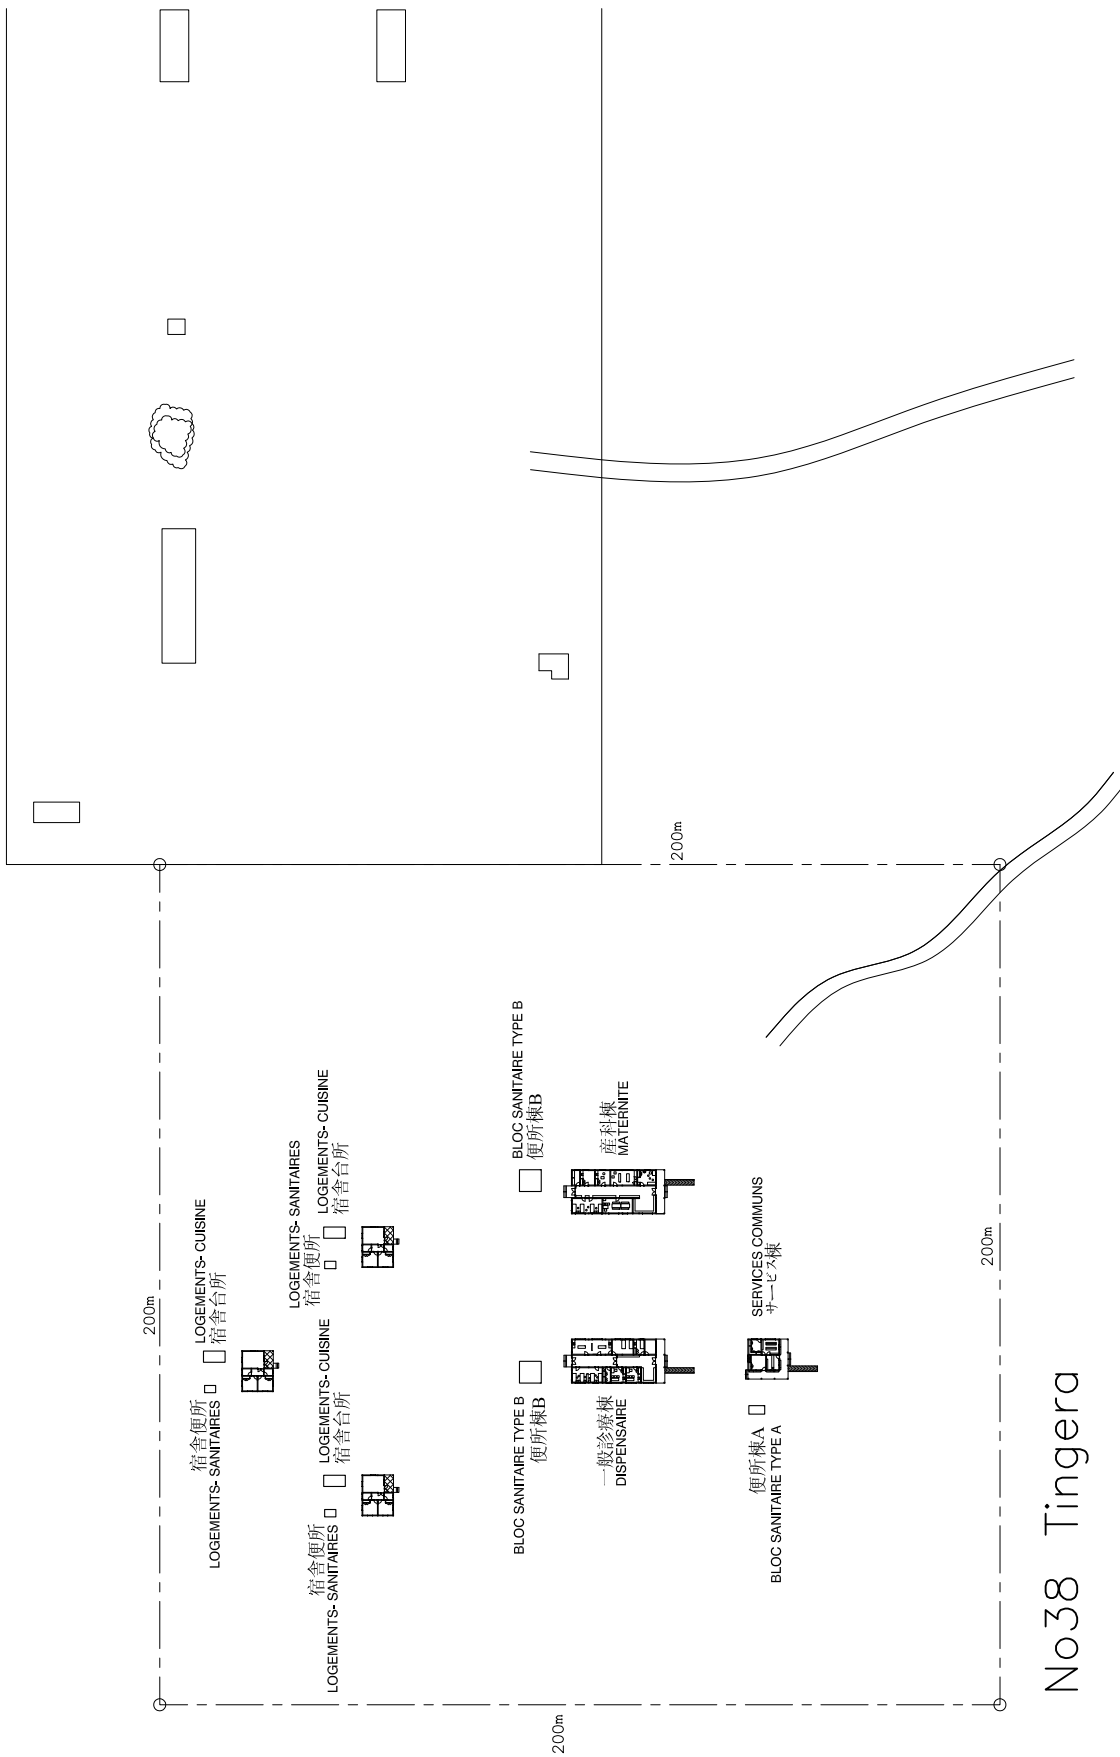 200m
宿舎便所
LOGEMENTS- SANITAIRES
LOGEMENTS- CUISINE
宿舎台所
宿舎便所
LOGEMENTS- SANITAIRES
LOGEMENTS- CUISINE
宿舎台所
LOGEMENTS- SANITAIRES
宿舎便所
LOGEMENTS- CUISINE
宿舎台所
BLOC SANITAIRE TYPE B
便所棟B
BLOC SANITAIRE TYPE B
便所棟B
一般診療棟
DISPENSAIRE
産科棟
MATERNITE
200m
200m
便所棟A
BLOC SANITAIRE TYPE A
SERVICES COMMUNS
サービス棟
200m
No38 Tingera